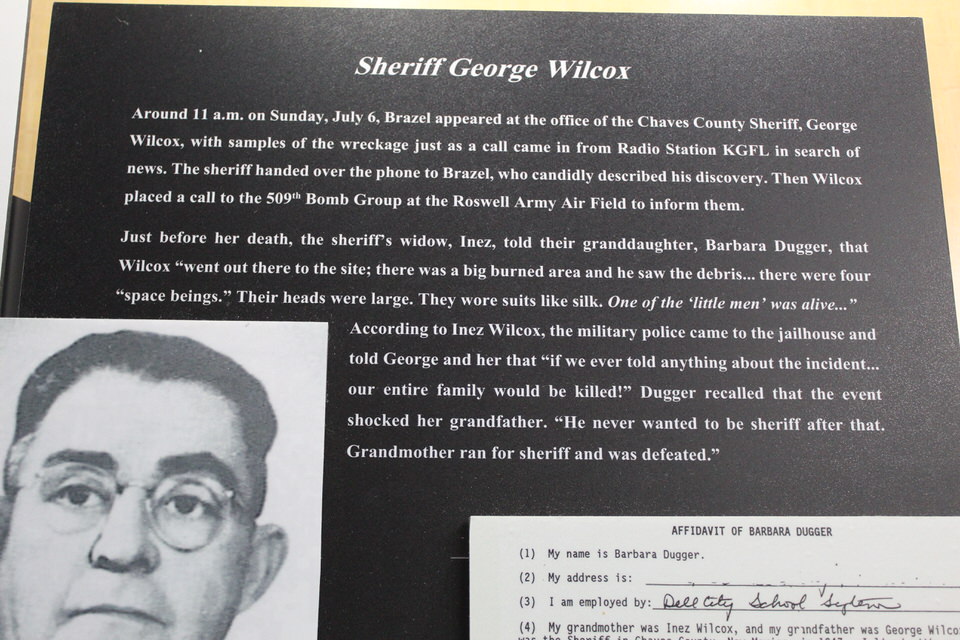 Sheriff George Wilcox
Around 11 a.m. on Sunday, July 6, Brazel appeared at the office of the Chaves County Sheriff, George
Wilcox, with samples of the wreckage just as a call came in from Radio Station KGFL in search of
news. The sheriff handed over the phone to Brazel, who candidly described his discovery. Then Wilcox
placed a call to the 509th Bomb Group at the Roswell Army Air Field to inform them.
Just before her death, the sheriff's widow, Inez, told their granddaughter, Barbara Dugger, that
Wilcox “went out there to the site; there was a big burned area and he saw the debris... there were four
“space beings.” Their heads were large. They wore suits like silk. One of the ‘little men’ was alive...”
According to Inez Wilcox, the military police came to the jailhouse and
told George and her that “if we ever told anything about the incident...
our entire family would be killed!” Dugger recalled that the event
shocked her grandfather. “He never wanted to be sheriff after that.
Grandmother ran for sheriff and was defeated.”
AFFIDAVIT OF BARBARA DUGGER
(1) My name is Barbara Dugger.
(2) My address is:
(3) I am employed by: Dell City School System
(4) My grandmother was Inez Wilcox, and my grandfather was George Wilco
was the Sheriff in Chaves County, New Mexico